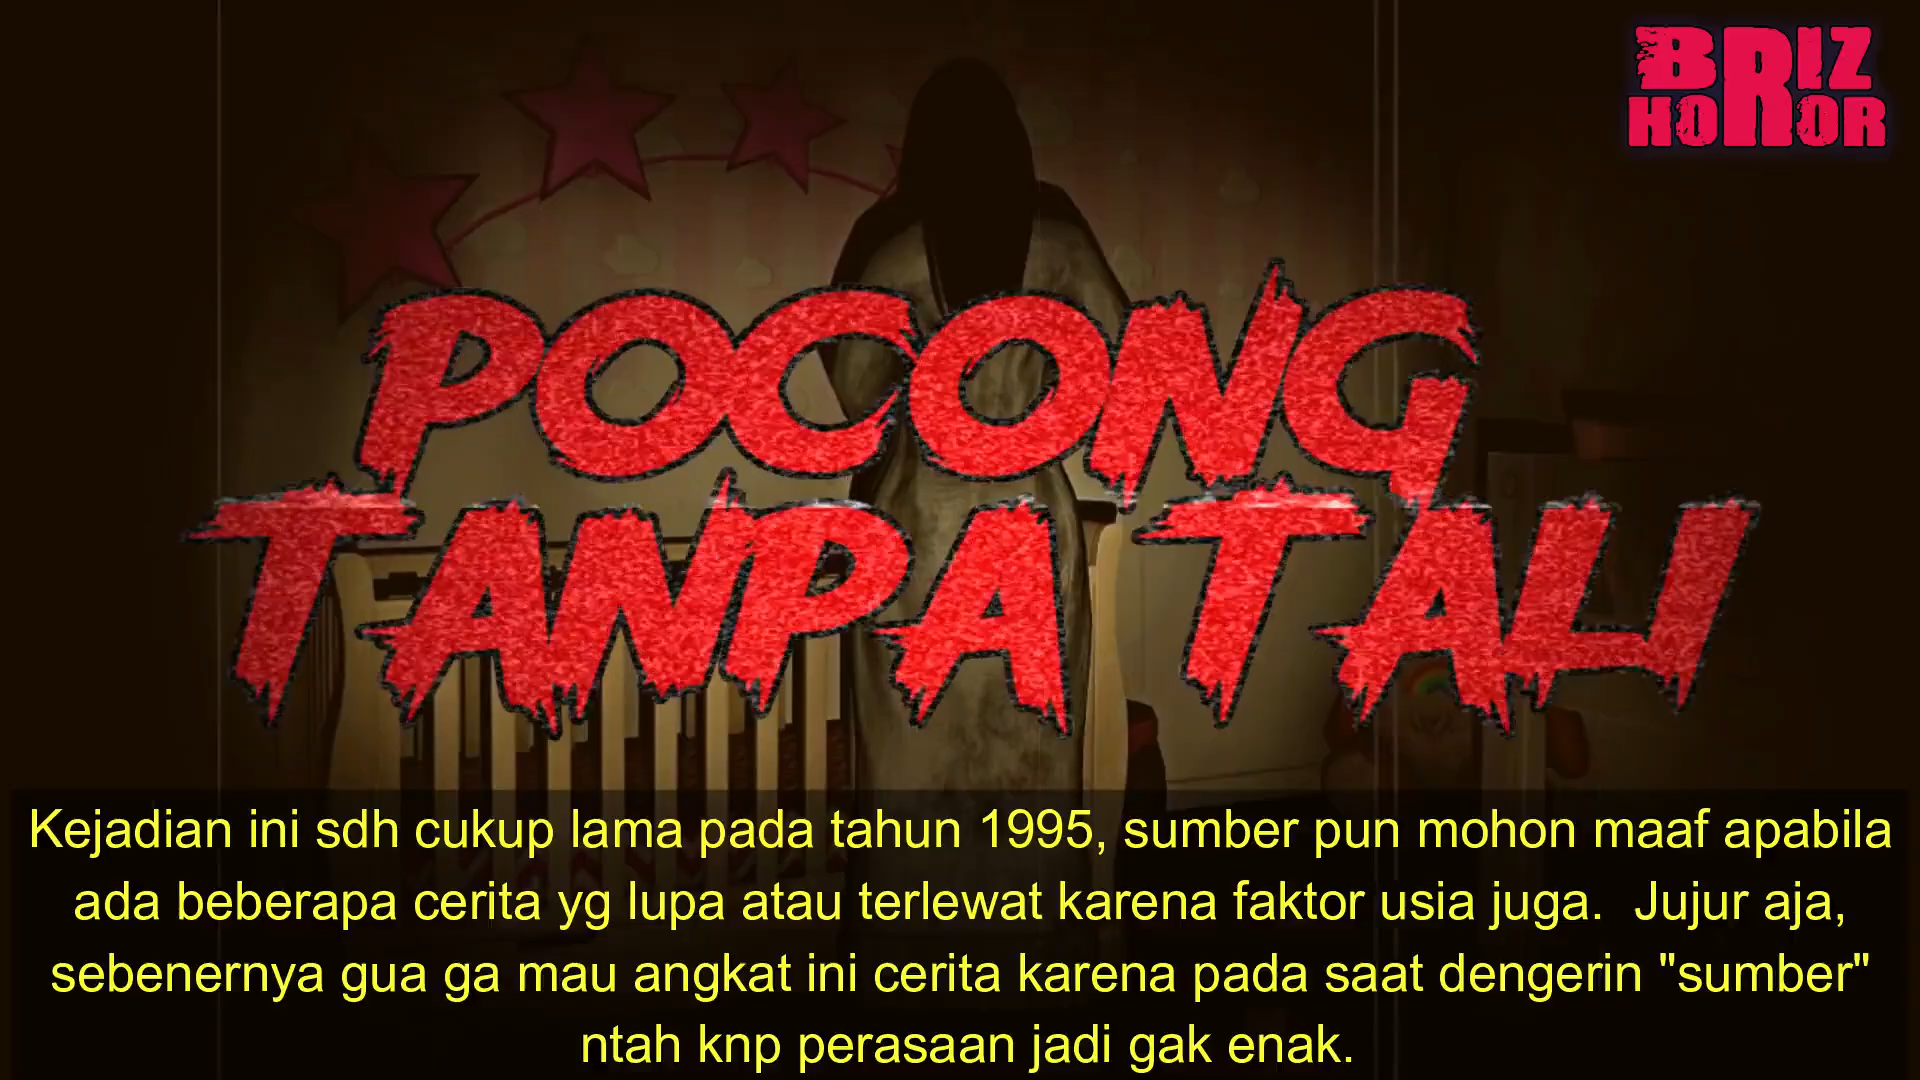 BRIZ
HOROR
POCONG
TANPA TALI
Kejadian ini sdh cukup lama pada tahun 1995, sumber pun mohon maaf apabila
ada beberapa cerita yg lupa atau terlewat karena faktor usia juga.  Jujur aja,
sebenernya gua ga mau angkat ini cerita karena pada saat dengerin "sumber"
ntah knp perasaan jadi gak enak.